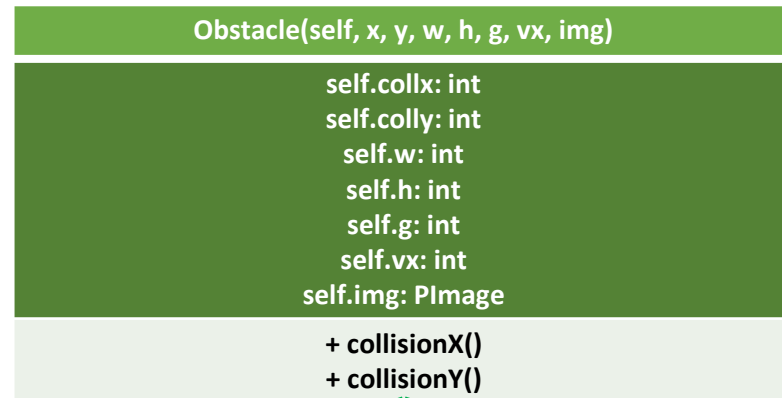 Obstacle(self, x, y, w, h, g, vx, img)
self.collx: int
self.colly: int
self.w: int
self.h: int
self.g: int
self.vx: int
self.img: PImage
+ collisionX()
+ collisionY()